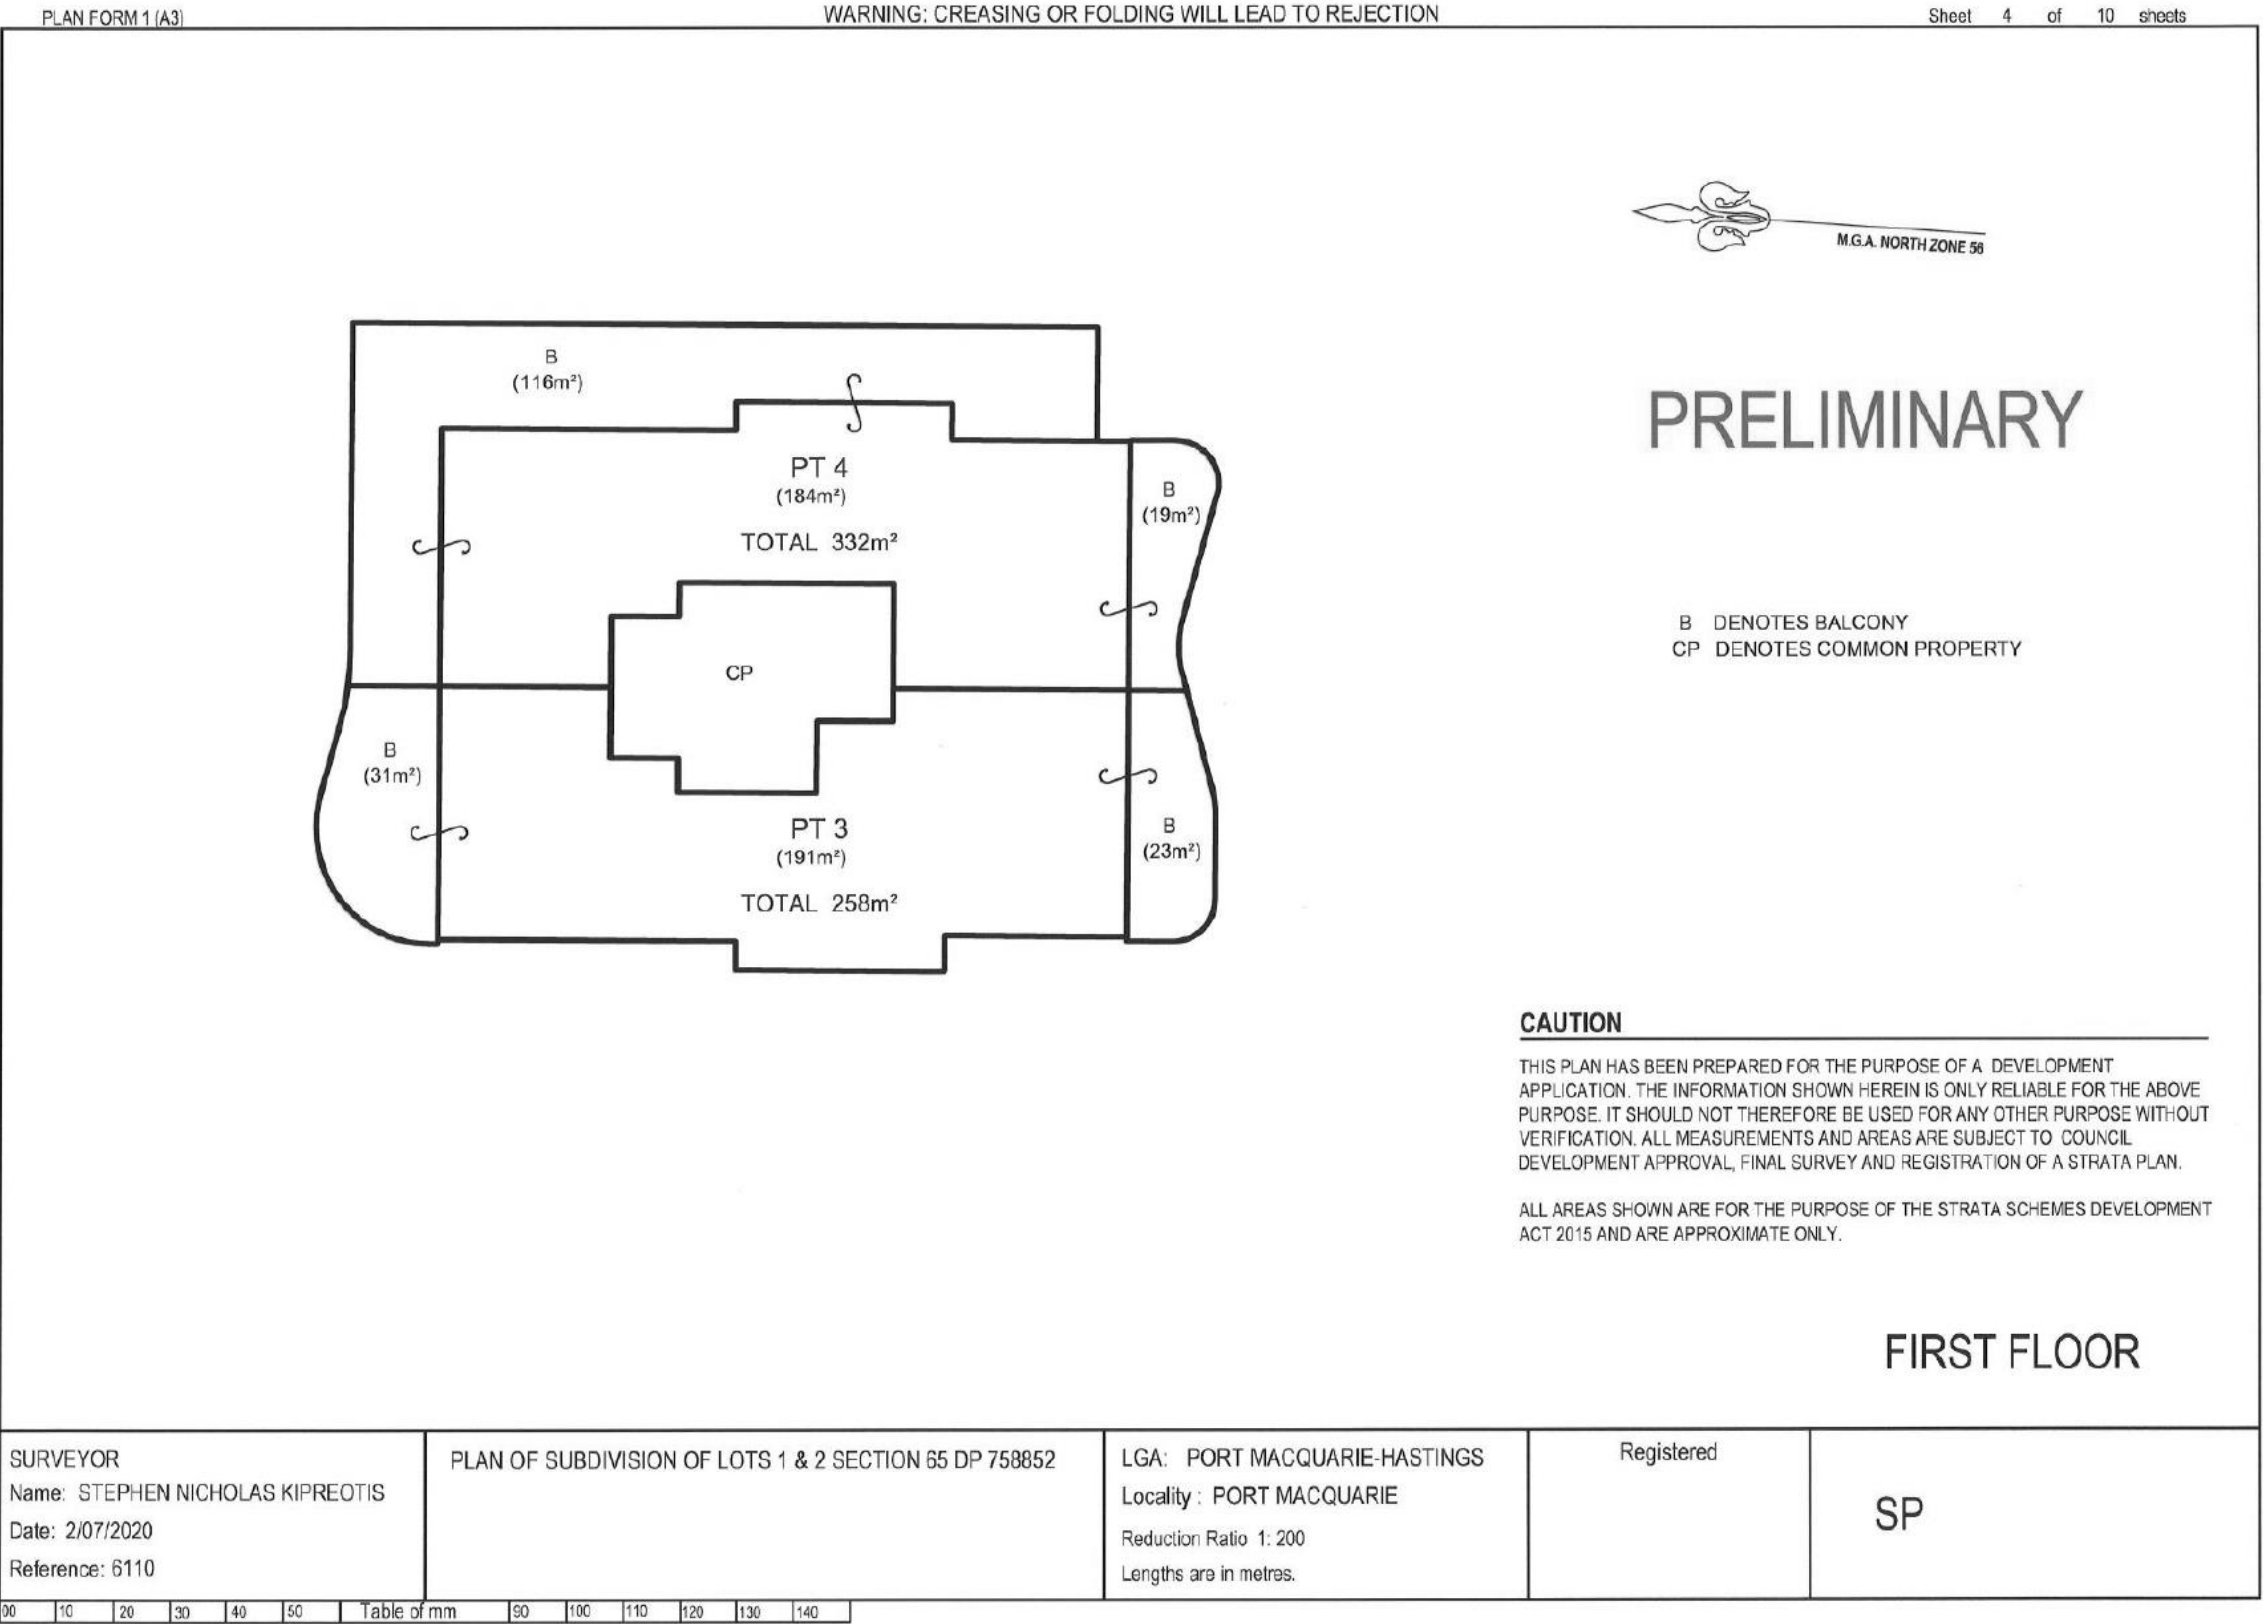 PLAN FORM 1 (A3)
WARNING: CREASING OR FOLDING WILL LEAD TO REJECTION
Sheet 4 of 10 sheets
M.G.A. NORTH ZONE 56
PRELIMINARY
B
(116m²)
PT 4
(184m²)
TOTAL 332m²
B
(19m²)
B DENOTES BALCONY
CP DENOTES COMMON PROPERTY
CP
B
(31m²)
PT 3
(191m²)
TOTAL 258m²
B
(23m²)
CAUTION
THIS PLAN HAS BEEN PREPARED FOR THE PURPOSE OF A DEVELOPMENT
APPLICATION. THE INFORMATION SHOWN HEREIN IS ONLY RELIABLE FOR THE ABOVE
PURPOSE. IT SHOULD NOT THEREFORE BE USED FOR ANY OTHER PURPOSE WITHOUT
VERIFICATION. ALL MEASUREMENTS AND AREAS ARE SUBJECT TO COUNCIL
DEVELOPMENT APPROVAL, FINAL SURVEY AND REGISTRATION OF A STRATA PLAN.
ALL AREAS SHOWN ARE FOR THE PURPOSE OF THE STRATA SCHEMES DEVELOPMENT
ACT 2015 AND ARE APPROXIMATE ONLY.
FIRST FLOOR
SURVEYOR
Name: STEPHEN NICHOLAS KIPREOTIS
Date: 2/07/2020
Reference: 6110
PLAN OF SUBDIVISION OF LOTS 1 & 2 SECTION 65 DP 758852
LGA: PORT MACQUARIE-HASTINGS
Locality : PORT MACQUARIE
Reduction Ratio 1: 200
Lengths are in metres.
Registered
SP
00 10 20 30 40 50 Table of mm 90 100 110 120 130 140